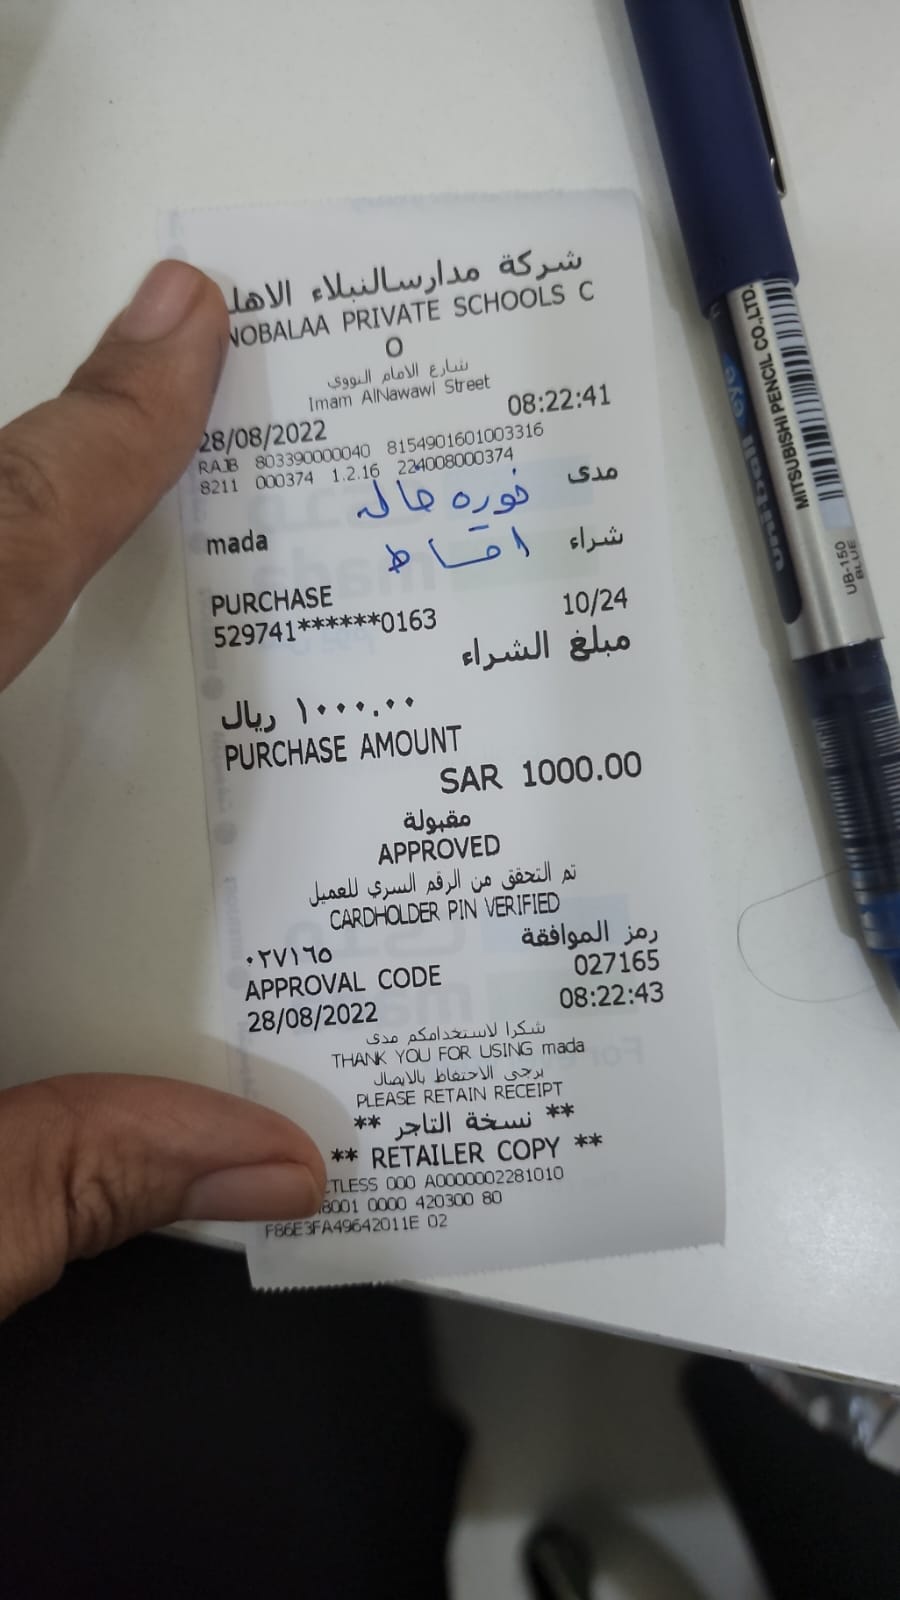 شركة مدارسالنبلاء الاهل
NOBALAA PRIVATE SCHOOLS C
O
شارع الامام النووي
Imam AlNawawi Street
28/08/2022 08:22:41
RAJB 803390000040 8154901601003316
8211 000374 1.2.16 224008000374
مدى
mada
اقساط
شراء
PURCHASE
529741******0163 10/24
مبلغ الشراء
١٠٠٠.٠٠ ريال
PURCHASE AMOUNT
SAR 1000.00
مقبولة
APPROVED
تم التحقق من الرقم السري للعميل
CARDHOLDER PIN VERIFIED
رمز الموافقة
٠٢٧١٦٥
APPROVAL CODE 027165
28/08/2022 08:22:43
شكرا لاستخدامكم مدى
THANK YOU FOR USING mada
يرجى الاحتفاظ بالايصال
PLEASE RETAIN RECEIPT
** نسخة التاجر **
** RETAILER COPY **
CTLESS 000 A0000002281010
8001 0000 420300 80
F86E3FA49642011E 02
MITSUBISHI PENCIL CO.,LTD.
uni-ball eye
UB-150
BLUE